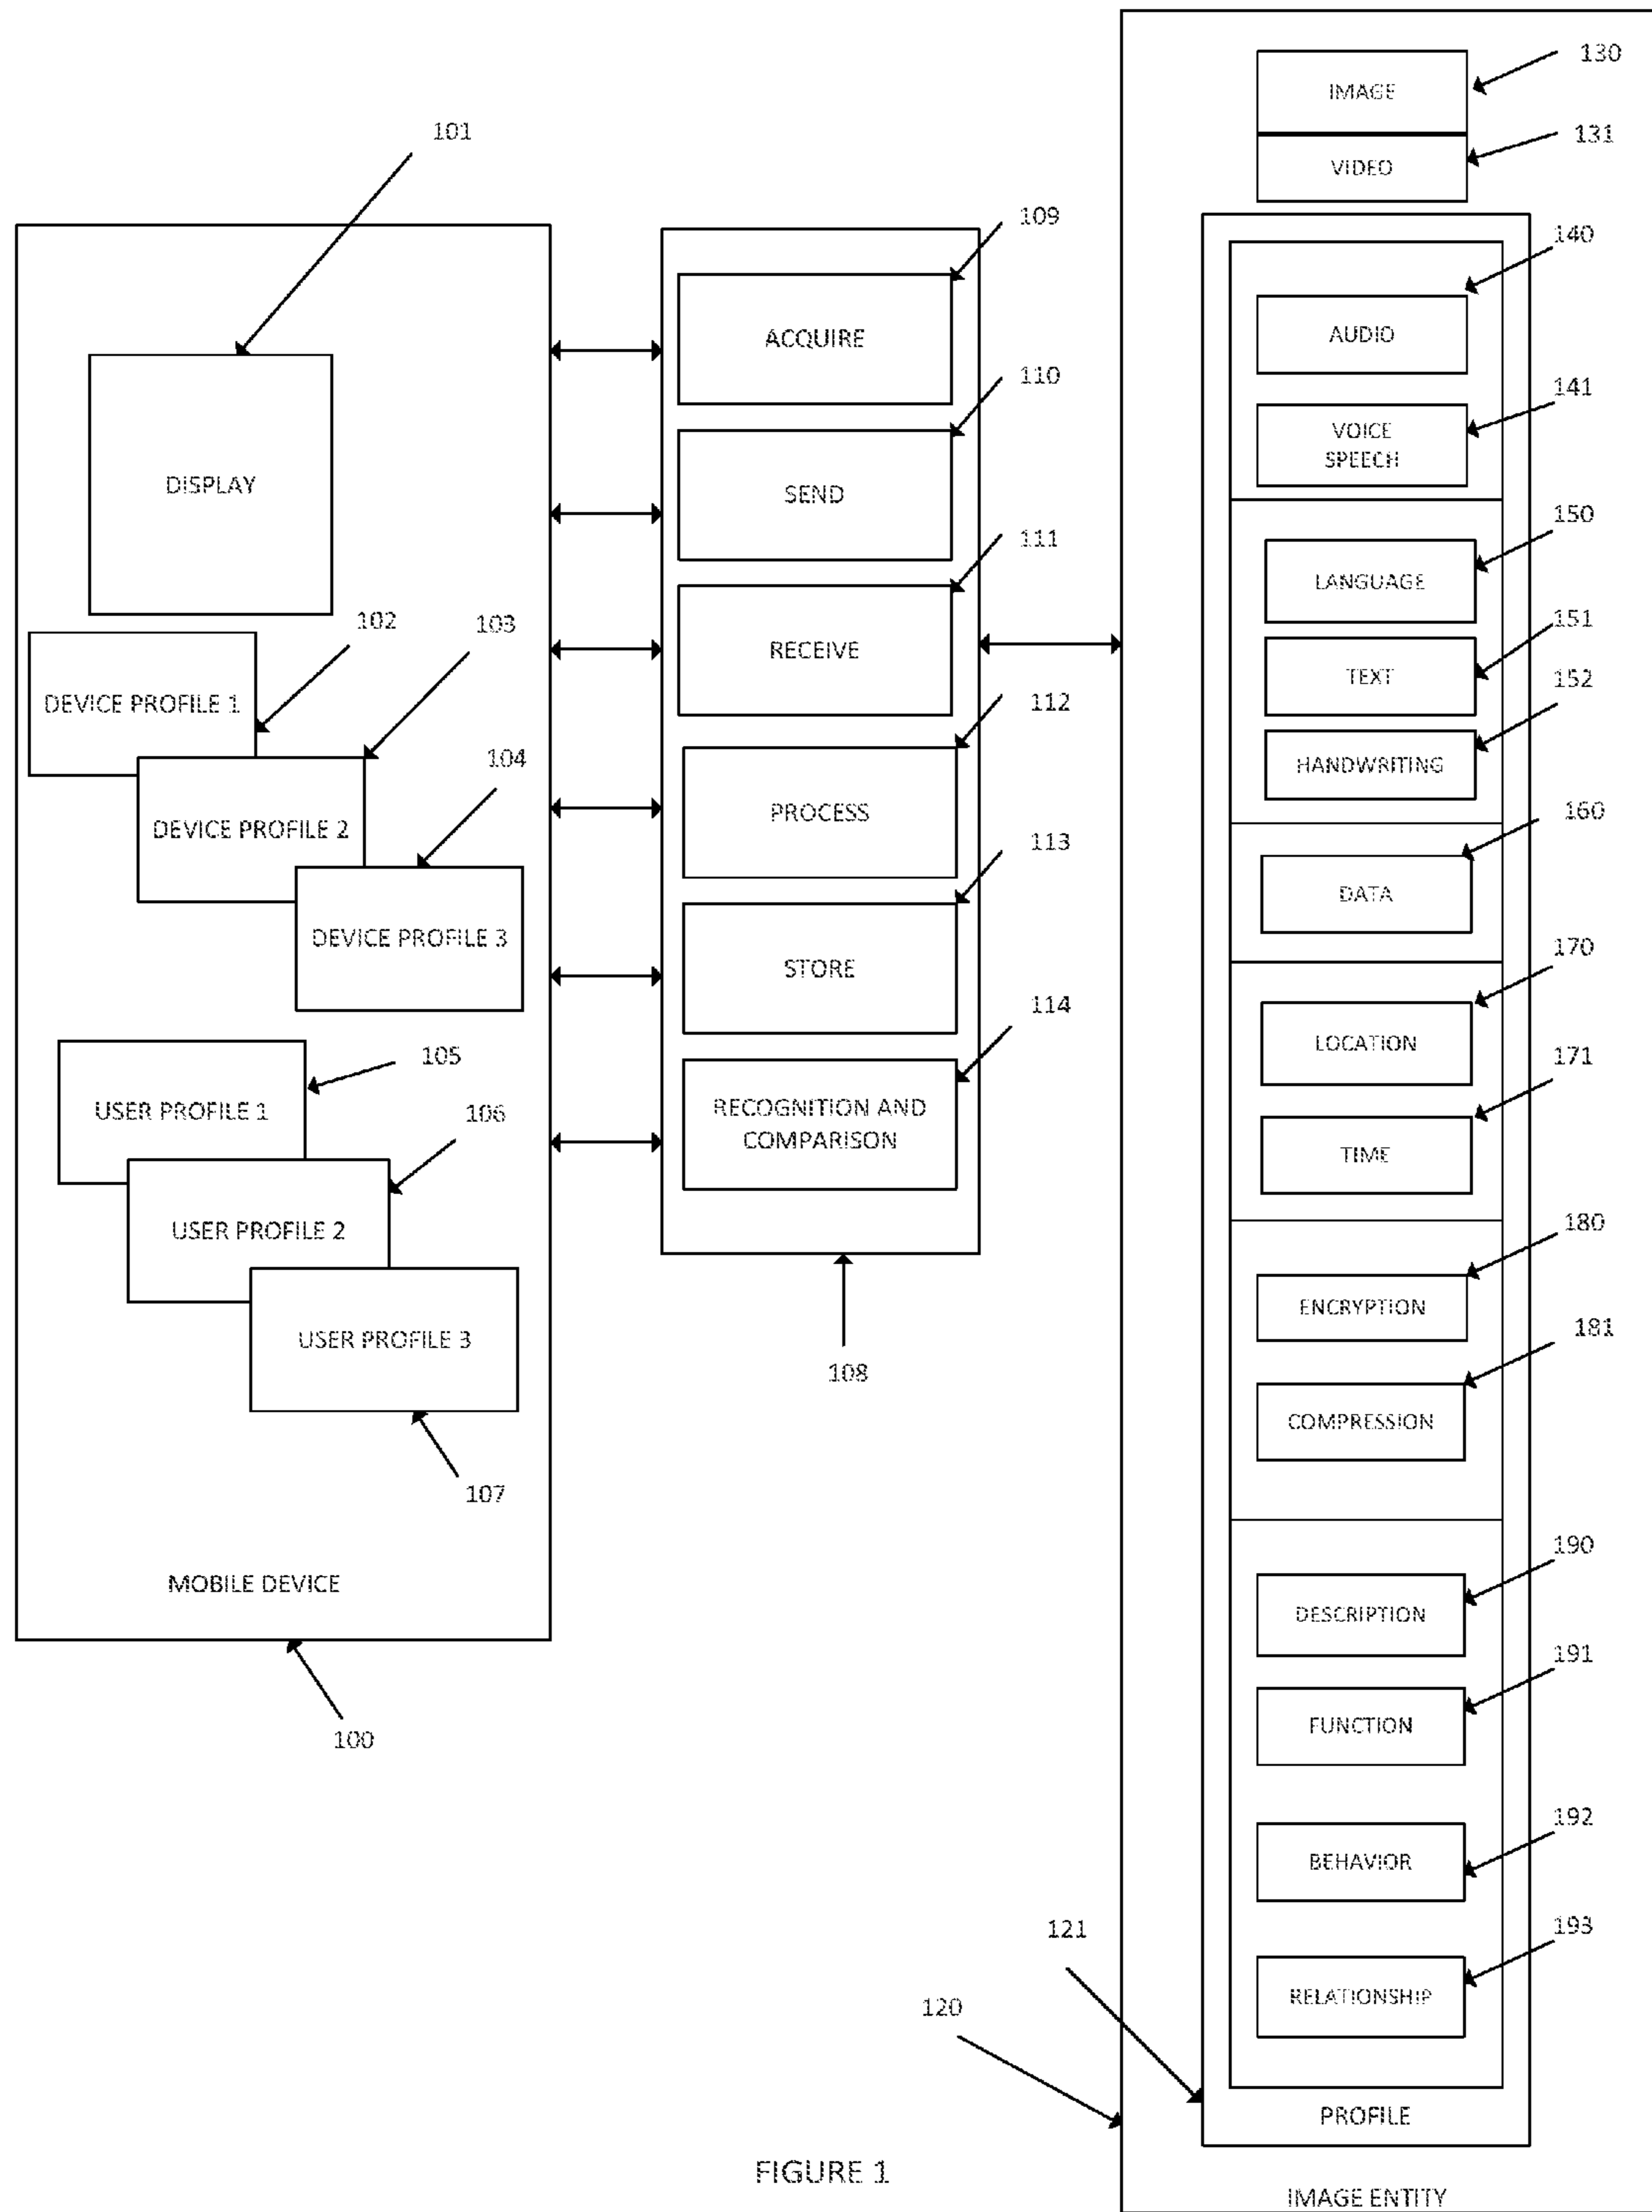 101
DISPLAY
102
103
DEVICE PROFILE 1
104
DEVICE PROFILE 2
DEVICE PROFILE 3
105
USER PROFILE 1
106
USER PROFILE 2
USER PROFILE 3
107
MOBILE DEVICE
100
109
ACQUIRE
110
SEND
111
RECEIVE
112
PROCESS
113
STORE
114
RECOGNITION AND
COMPARISON
108
130
IMAGE
131
VIDEO
140
AUDIO
141
VOICE
SPEECH
150
LANGUAGE
151
TEXT
152
HANDWRITING
160
DATA
170
LOCATION
171
TIME
180
ENCRYPTION
181
COMPRESSION
190
DESCRIPTION
191
FUNCTION
192
BEHAVIOR
193
RELATIONSHIP
121
120
PROFILE
IMAGE ENTITY
FIGURE 1